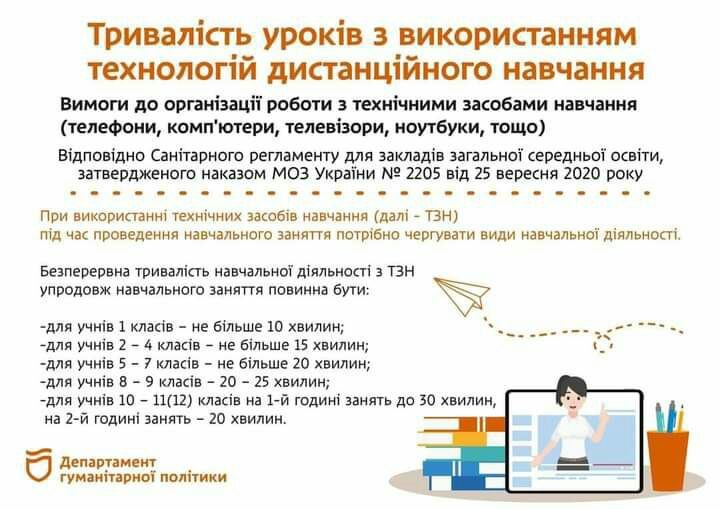 Тривалість уроків з використанням
технологій дистанційного навчання
Вимоги до організації роботи з технічними засобами навчання
(телефони, комп'ютери, телевізори, ноутбуки, тощо)
Відповідно Санітарного регламенту для закладів загальної середньої освіти,
затвердженого наказом МОЗ України № 2205 від 25 вересня 2020 року
При використанні технічних засобів навчання (далі - ТЗН)
під час проведення навчального заняття потрібно чергувати види навчальної діяльності.
Безперервна тривалість навчальної діяльності з ТЗН
упродовж навчального заняття повинна бути:
-для учнів 1 класів – не більше 10 хвилин;
-для учнів 2 – 4 класів – не більше 15 хвилин;
-для учнів 5 – 7 класів – не більше 20 хвилин;
-для учнів 8 – 9 класів – 20 – 25 хвилин;
-для учнів 10 – 11(12) класів на 1-й годині занять до 30 хвилин,
на 2-й годині занять – 20 хвилин.
Департамент
гуманітарної політики